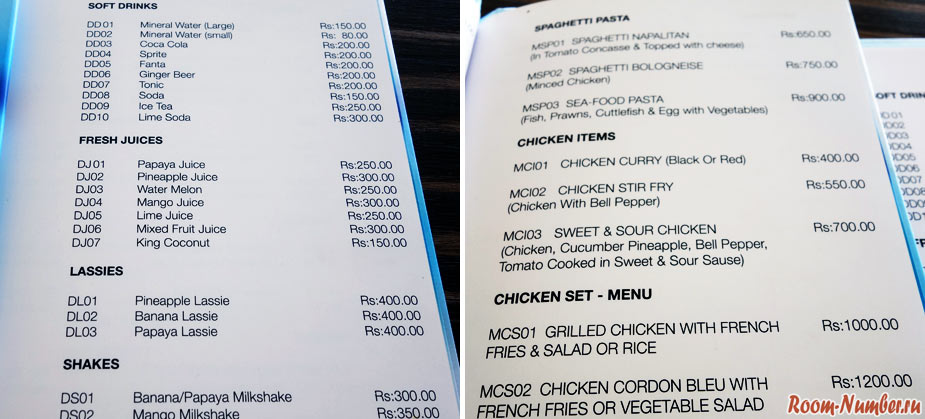 SOFT DRINKS
DD01 Mineral Water (Large) Rs:150.00
DD02 Mineral Water (small) Rs: 80.00
DD03 Coca Cola Rs:200.00
DD04 Sprite Rs:200.00
DD05 Fanta Rs:200.00
DD06 Ginger Beer Rs:200.00
DD07 Tonic Rs:200.00
DD08 Soda Rs:150.00
DD09 Ice Tea Rs:250.00
DD10 Lime Soda Rs:300.00
FRESH JUICES
DJ01 Papaya Juice Rs:250.00
DJ02 Pineapple Juice Rs:300.00
DJ03 Water Melon Rs:250.00
DJ04 Mango Juice Rs:300.00
DJ05 Lime Juice Rs:250.00
DJ06 Mixed Fruit Juice Rs:300.00
DJ07 King Coconut Rs:150.00
LASSIES
DL01 Pineapple Lassie Rs:400.00
DL02 Banana Lassie Rs:400.00
DL03 Papaya Lassie Rs:400.00
SHAKES
DS01 Banana/Papaya Milkshake Rs:300.00
DS02 Mango Milkshake Rs:350.00
SPAGHETTI PASTA
MSP01 SPAGHETTI NAPALITAN Rs:650.00
(In Tomato Concasse & Topped with cheese)
MSP02 SPAGHETTI BOLOGNEISE Rs:750.00
(Minced Chicken)
MSP03 SEA-FOOD PASTA Rs:900.00
(Fish, Prawns, Cuttlefish & Egg with Vegetables)
CHICKEN ITEMS
MCI01 CHICKEN CURRY (Black Or Red) Rs:400.00
MCI02 CHICKEN STIR FRY Rs:550.00
(Chicken With Bell Pepper)
MCI03 SWEET & SOUR CHICKEN Rs:700.00
(Chicken, Cucumber Pineapple, Bell Pepper,
Tomato Cooked in Sweet & Sour Sause)
CHICKEN SET - MENU
MCS01 GRILLED CHICKEN WITH FRENCH Rs:1000.00
FRIES & SALAD OR RICE
MCS02 CHICKEN CORDON BLEU WITH Rs:1200.00
FRENCH FRIES OR VEGETABLE SALAD
Room-Number.ru